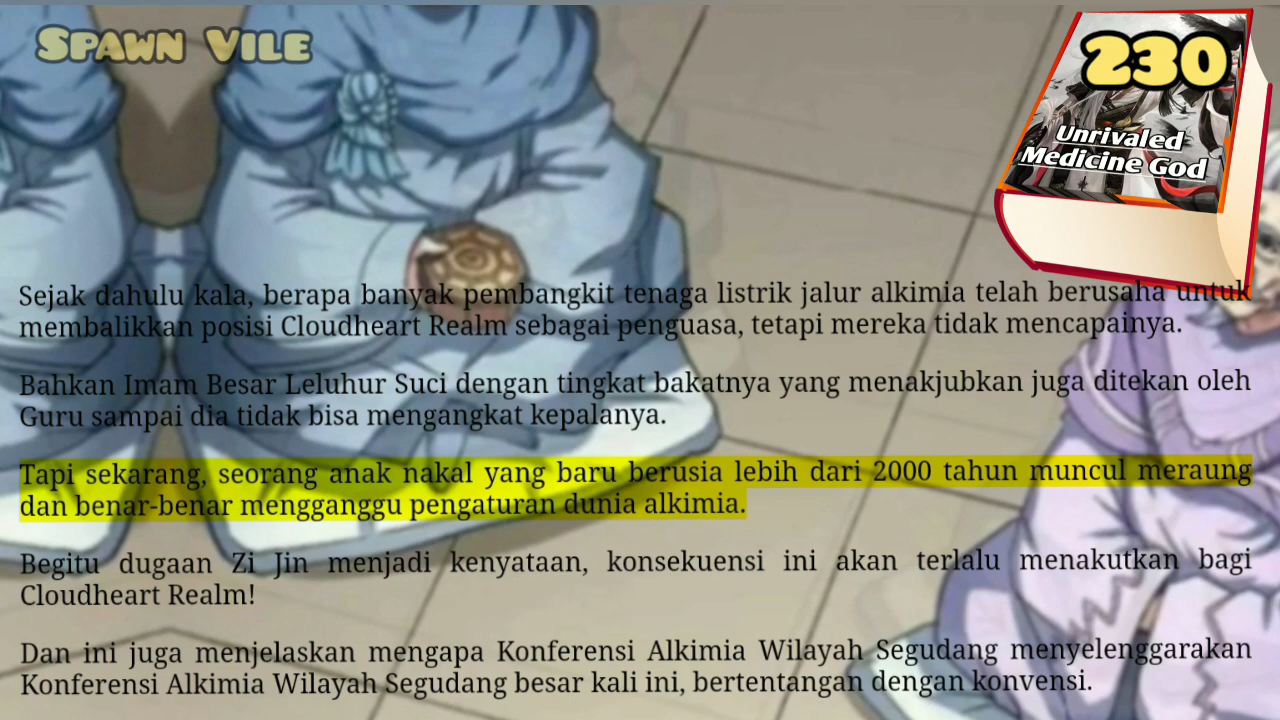 Spawn Vile
230
Unrivaled
Medicine God
Sejak dahulu kala, berapa banyak pembangkit tenaga listrik jalur alkimia telah berusaha untuk
membalikkan posisi Cloudheart Realm sebagai penguasa, tetapi mereka tidak mencapainya.
Bahkan Imam Besar Leluhur Suci dengan tingkat bakatnya yang menakjubkan juga ditekan oleh
Guru sampai dia tidak bisa mengangkat kepalanya.
Tapi sekarang, seorang anak nakal yang baru berusia lebih dari 2000 tahun muncul meraung
dan benar-benar mengganggu pengaturan dunia alkimia.
Begitu dugaan Zi Jin menjadi kenyataan, konsekuensi ini akan terlalu menakutkan bagi
Cloudheart Realm!
Dan ini juga menjelaskan mengapa Konferensi Alkimia Wilayah Segudang menyelenggarakan
Konferensi Alkimia Wilayah Segudang besar kali ini, bertentangan dengan konvensi.